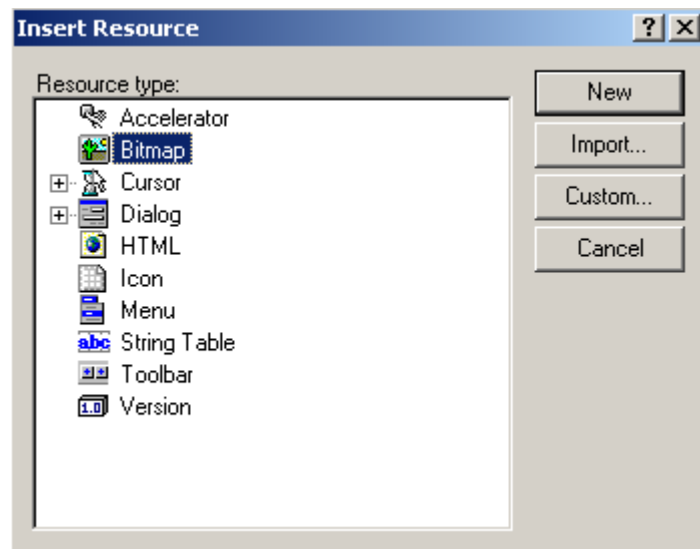 Insert Resource
Resource type:
Accelerator
Bitmap
Cursor
Dialog
HTML
Icon
Menu
abc String Table
Toolbar
1.0 Version
New
Import...
Custom...
Cancel